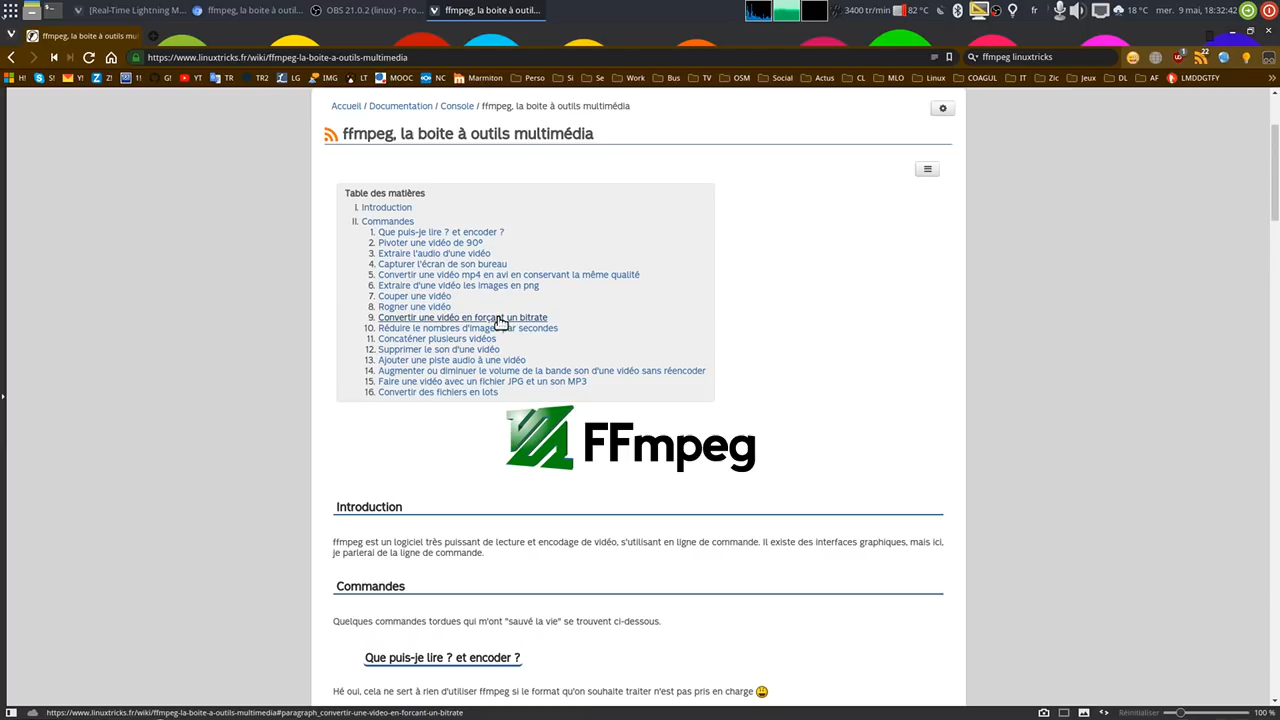 [Real-Time Lightweight M...
ffmpeg, la boite à outils...
OBS 21.0.2 (linux) - Pro...
ffmpeg, la boite à outil...
3400 tr/min
82 °C
fr
18 °C
mer. 9 mai, 18:32:42
ffmpeg, la boite à outils mu
https://www.linuxtricks.fr/wiki/ffmpeg-la-boite-a-outils-multimedia
ffmpeg linuxtricks
H! S! Y! Z! 1! G! YT TR TR2 LG IMG LT MOOC NC Marmiton Perso Si Se Work Bus TV OSM Social Actus CL MLO Linux COAGUL IT Zic Jeux DL AF LMDDGTFY
Accueil / Documentation / Console / ffmpeg, la boite à outils multimédia
ffmpeg, la boite à outils multimédia
Table des matières
I. Introduction
II. Commandes
1. Que puis-je lire ? et encoder ?
2. Pivoter une vidéo de 90°
3. Extraire l'audio d'une vidéo
4. Capturer l'écran de son bureau
5. Convertir une vidéo mp4 en avi en conservant la même qualité
6. Extraire d'une vidéo les images en png
7. Couper une vidéo
8. Rogner une vidéo
9. Convertir une vidéo en forçant un bitrate
10. Réduire le nombres d'images par secondes
11. Concaténer plusieurs vidéos
12. Supprimer le son d'une vidéo
13. Ajouter une piste audio à une vidéo
14. Augmenter ou diminuer le volume de la bande son d'une vidéo sans réencoder
15. Faire une vidéo avec un fichier JPG et un son MP3
16. Convertir des fichiers en lots
FFmpeg
Introduction
ffmpeg est un logiciel très puissant de lecture et encodage de vidéo, s'utilisant en ligne de commande. Il existe des interfaces graphiques, mais ici,
je parlerai de la ligne de commande.
Commandes
Quelques commandes tordues qui m'ont "sauvé la vie" se trouvent ci-dessous.
Que puis-je lire ? et encoder ?
Hé oui, cela ne sert à rien d'utiliser ffmpeg si le format qu'on souhaite traiter n'est pas pris en charge
https://www.linuxtricks.fr/wiki/ffmpeg-la-boite-a-outils-multimedia#paragraph_convertir-une-video-en-forcant-un-bitrate
Réinitialiser
100 %